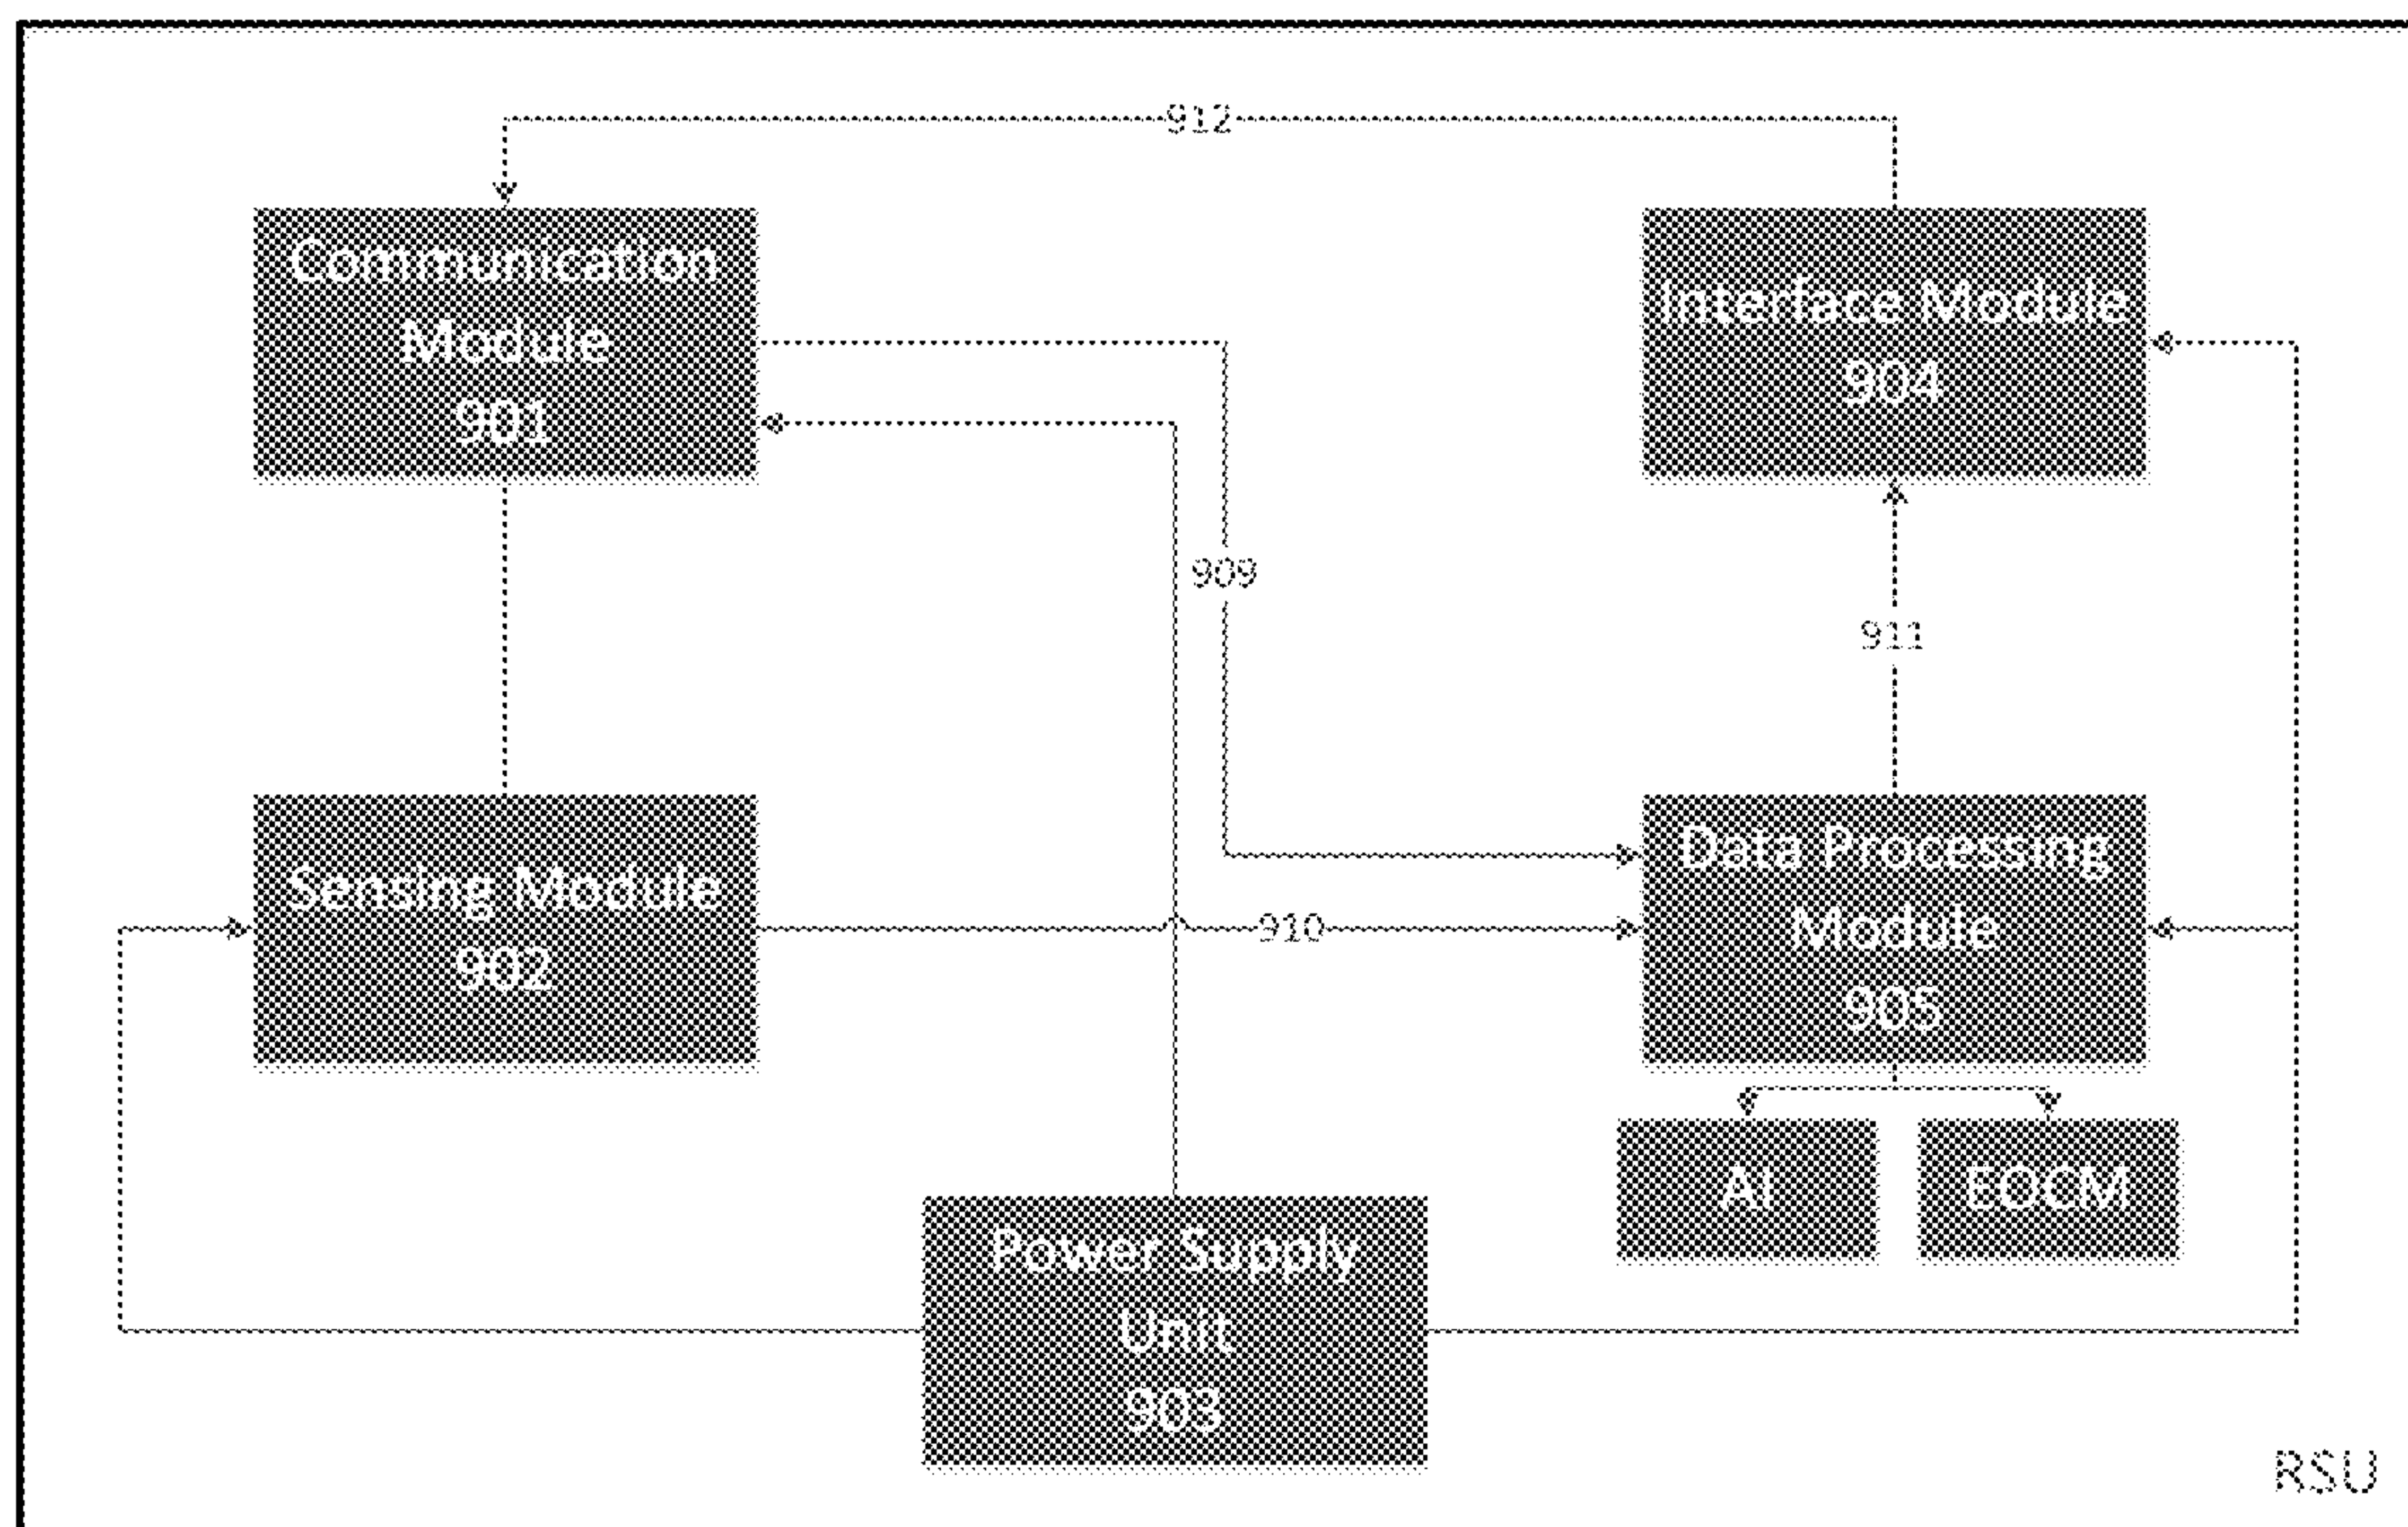 912
Communication
Module
901
Interface Module
904
909
911
Sensing Module
902
910
Data Processing
Module
905
AI
EOCM
Power Supply
Unit
903
RSU